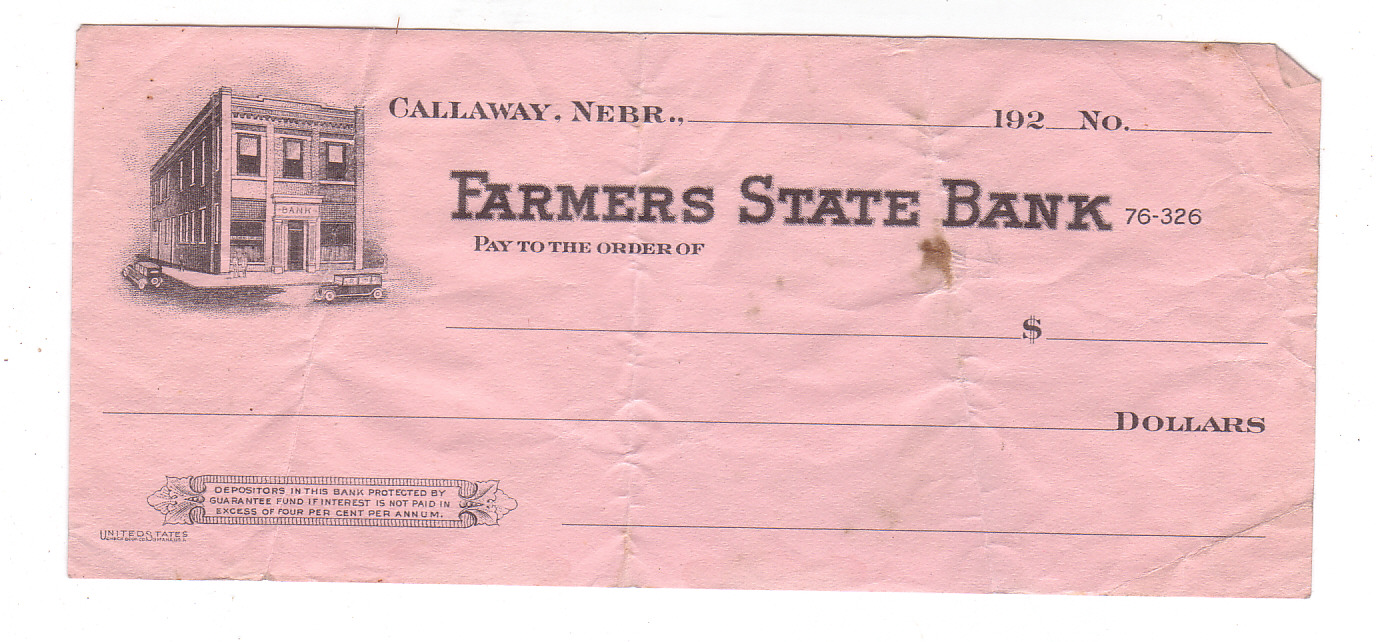 CALLAWAY, NEBR., 192 NO.
FARMERS STATE BANK 76-326
PAY TO THE ORDER OF
BANK
$
DOLLARS
DEPOSITORS IN THIS BANK PROTECTED BY
GUARANTEE FUND IF INTEREST IS NOT PAID IN
EXCESS OF FOUR PER CENT PER ANNUM.
UNITED STATES